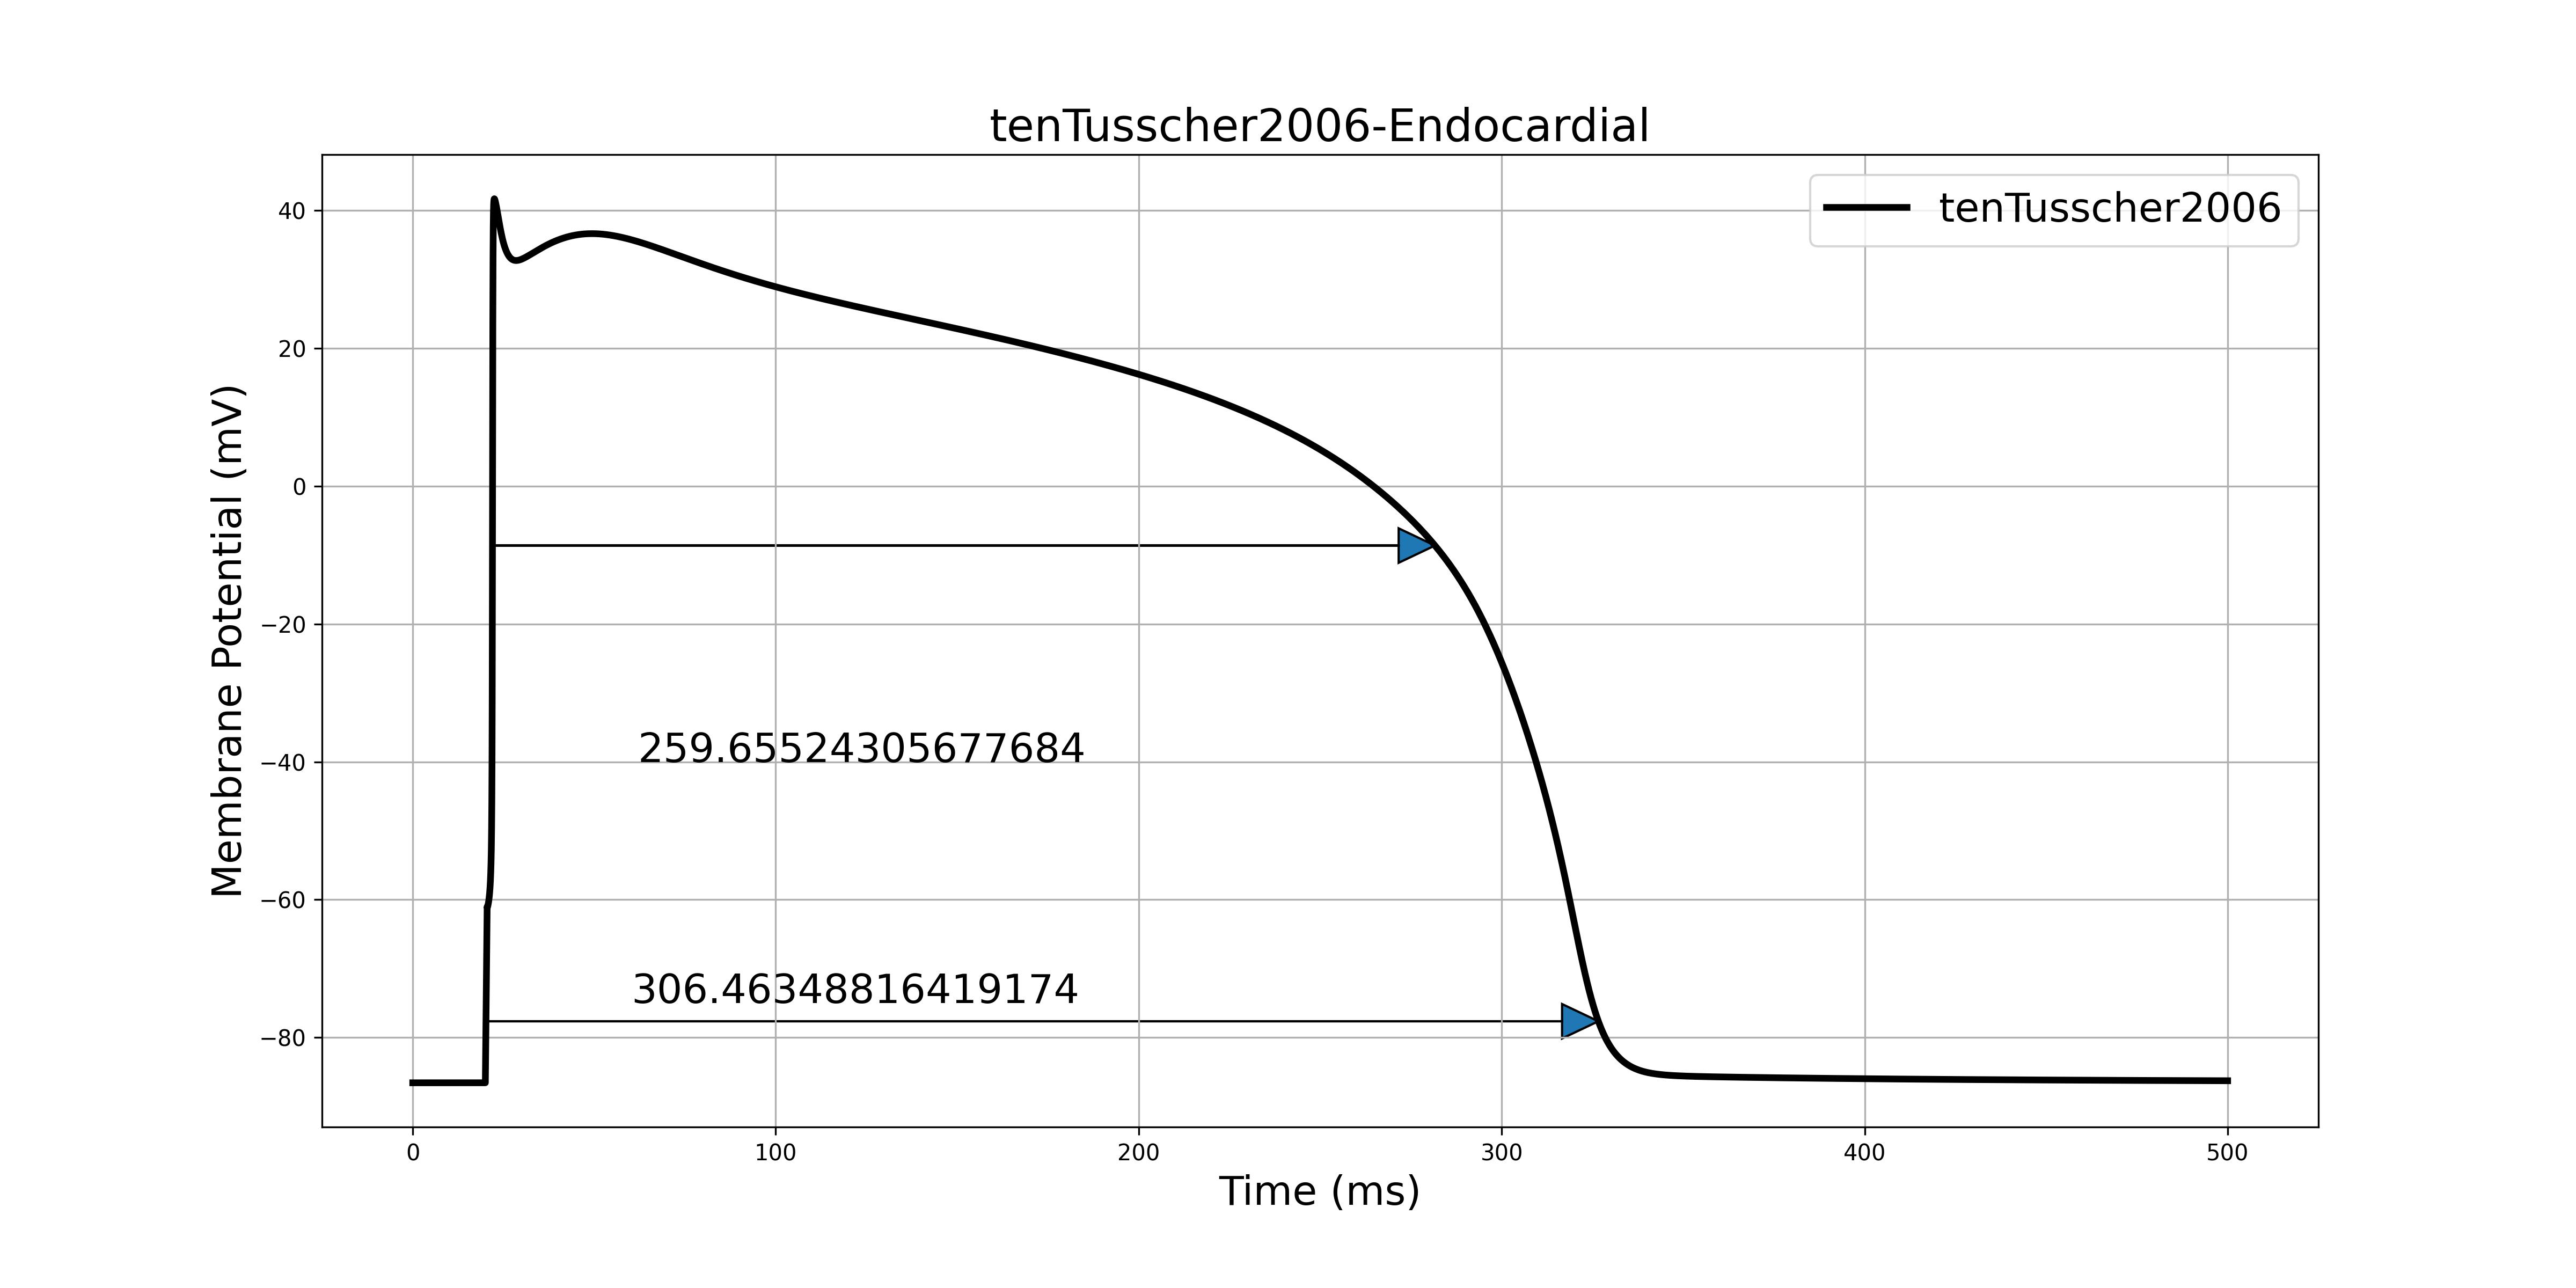 tenTusscher2006-Endocardial
tenTusscher2006
Membrane Potential (mV)
40
20
0
−20
−40
−60
−80
259.65524305677684
306.46348816419174
0 100 200 300 400 500
Time (ms)